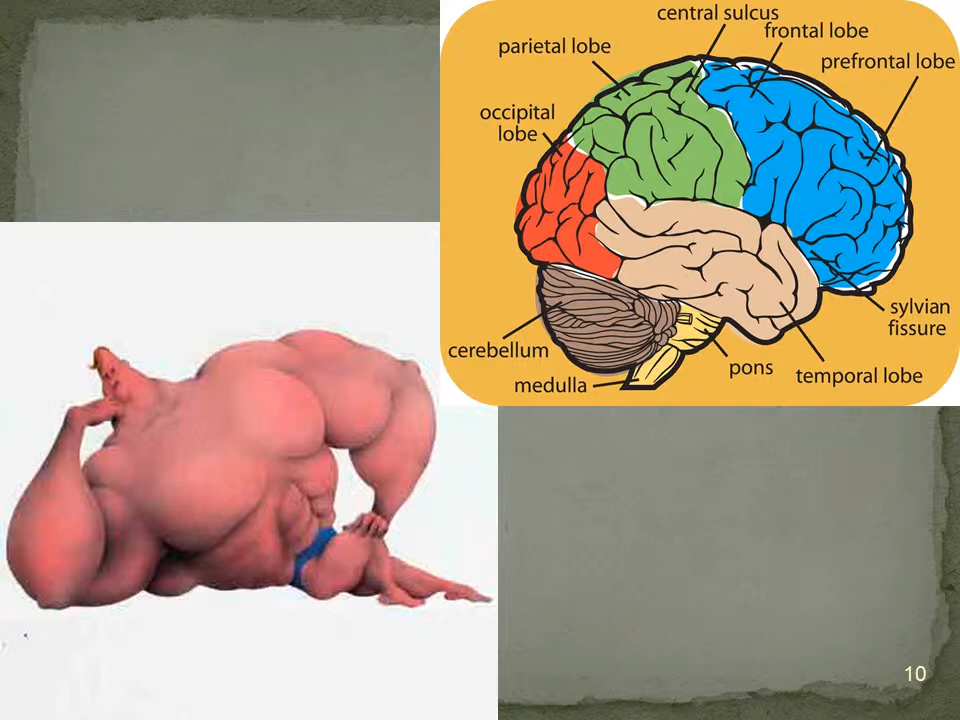 central sulcus
frontal lobe
parietal lobe
prefrontal lobe
occipital
lobe
sylvian
fissure
cerebellum
pons
temporal lobe
medulla
10